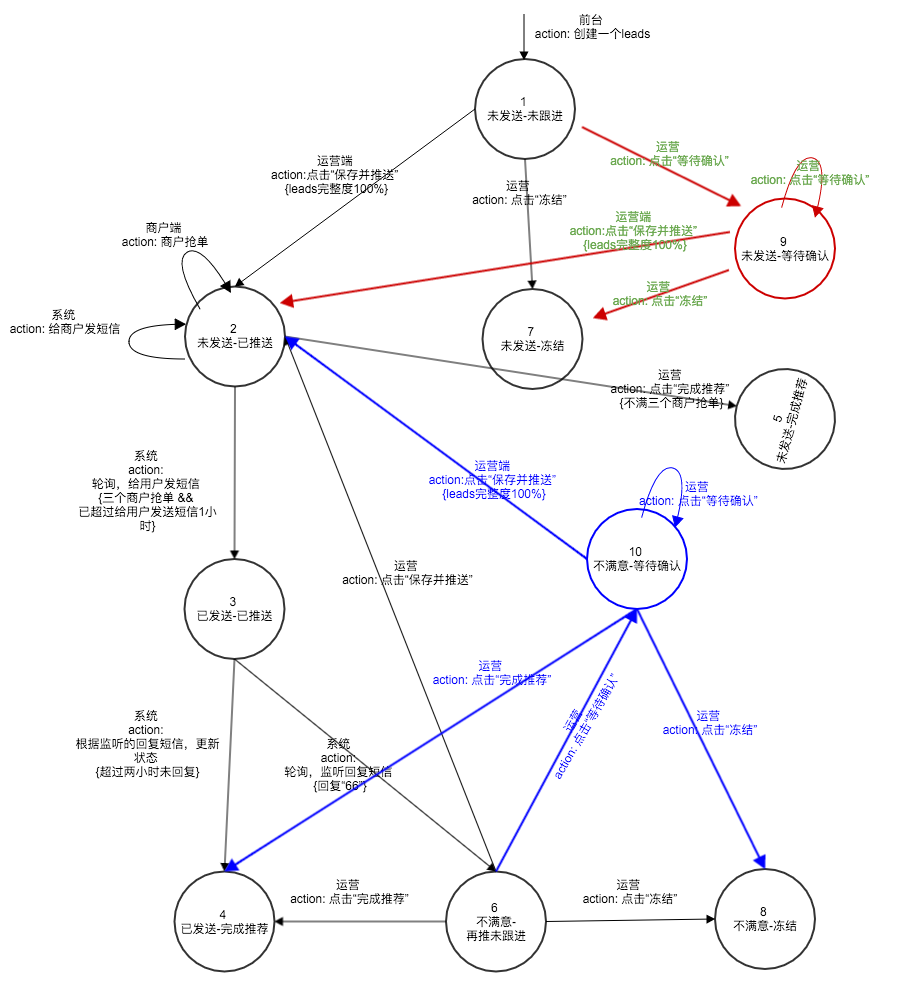 前台
action: 创建一个leads
1
未发送-未跟进
运营
action: 点击“等待确认”
运营端
action:点击“保存并推送”
{leads完整度100%}
运营
action: 点击“冻结”
运营
action: 点击“等待确认”
商户端
action: 商户抢单
运营端
action:点击“保存并推送”
{leads完整度100%}
9
未发送-等待确认
运营
action: 点击“冻结”
系统
action: 给商户发短信
2
未发送-已推送
7
未发送-冻结
运营
action: 点击“完成推荐”
{不满三个商户抢单}
5
未发送-完成推荐
系统
action:
轮询，给用户发短信
{三个商户抢单 &&
已超过给用户发送短信1小
时}
运营端
action:点击“保存并推送”
{leads完整度100%}
运营
action: 点击“等待确认”
10
不满意-等待确认
运营
action: 点击“保存并推送”
3
已发送-已推送
运营
action: 点击“完成推荐”
运营
action: 点击“等待确认”
运营
action: 点击“冻结”
系统
action:
根据监听的回复短信，更新
状态
{超过两小时未回复}
系统
action:
轮询，监听回复短信
{回复“66”}
运营
action: 点击“完成推荐”
运营
action: 点击“冻结”
4
已发送-完成推荐
6
不满意-
再推未跟进
8
不满意-冻结